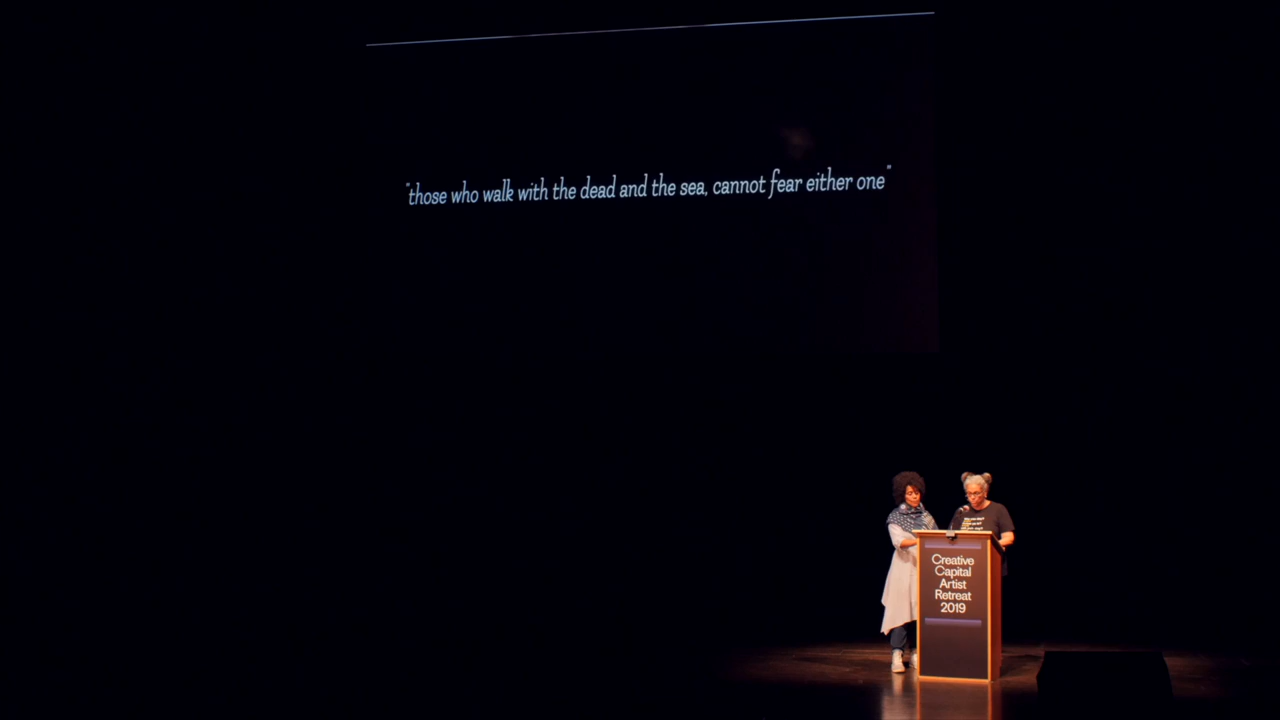 "those who walk with the dead and the sea, cannot fear either one"
Creative
Capital
Artist
Retreat
2019